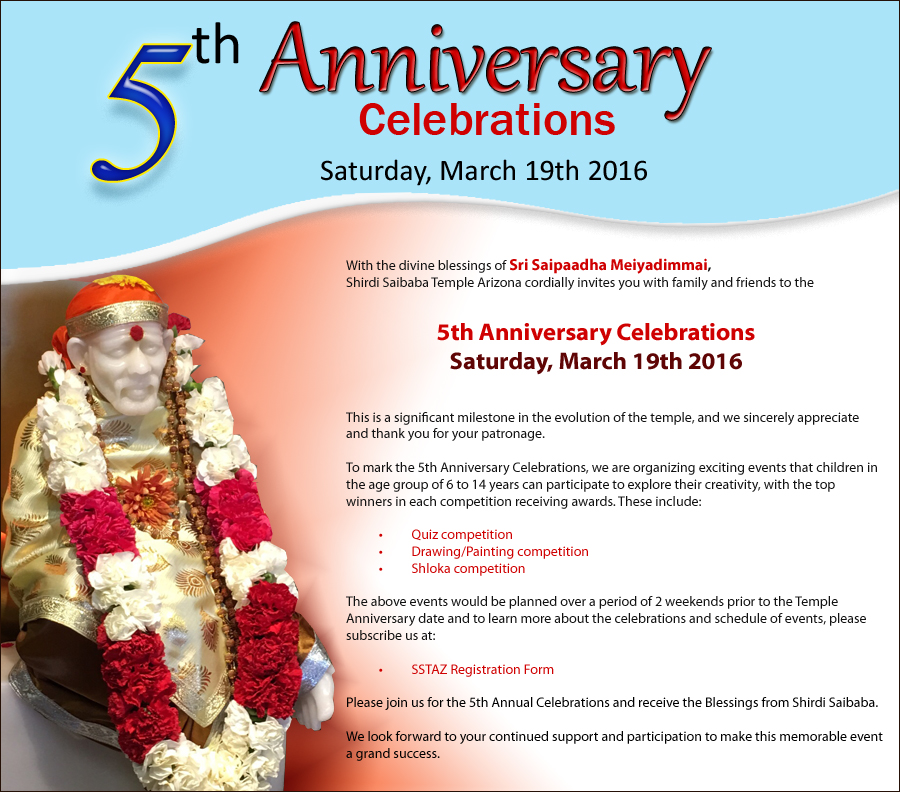 5th Anniversary
Celebrations
Saturday, March 19th 2016
With the divine blessings of Sri Saipaadha Meiyadimmai,
Shirdi Saibaba Temple Arizona cordially invites you with family and friends to the
5th Anniversary Celebrations
Saturday, March 19th 2016
This is a significant milestone in the evolution of the temple, and we sincerely appreciate
and thank you for your patronage.
To mark the 5th Anniversary Celebrations, we are organizing exciting events that children in
the age group of 6 to 14 years can participate to explore their creativity, with the top
winners in each competition receiving awards. These include:
• Quiz competition
• Drawing/Painting competition
• Shloka competition
The above events would be planned over a period of 2 weekends prior to the Temple
Anniversary date and to learn more about the celebrations and schedule of events, please
subscribe us at:
• SSTAZ Registration Form
Please join us for the 5th Annual Celebrations and receive the Blessings from Shirdi Saibaba.
We look forward to your continued support and participation to make this memorable event
a grand success.